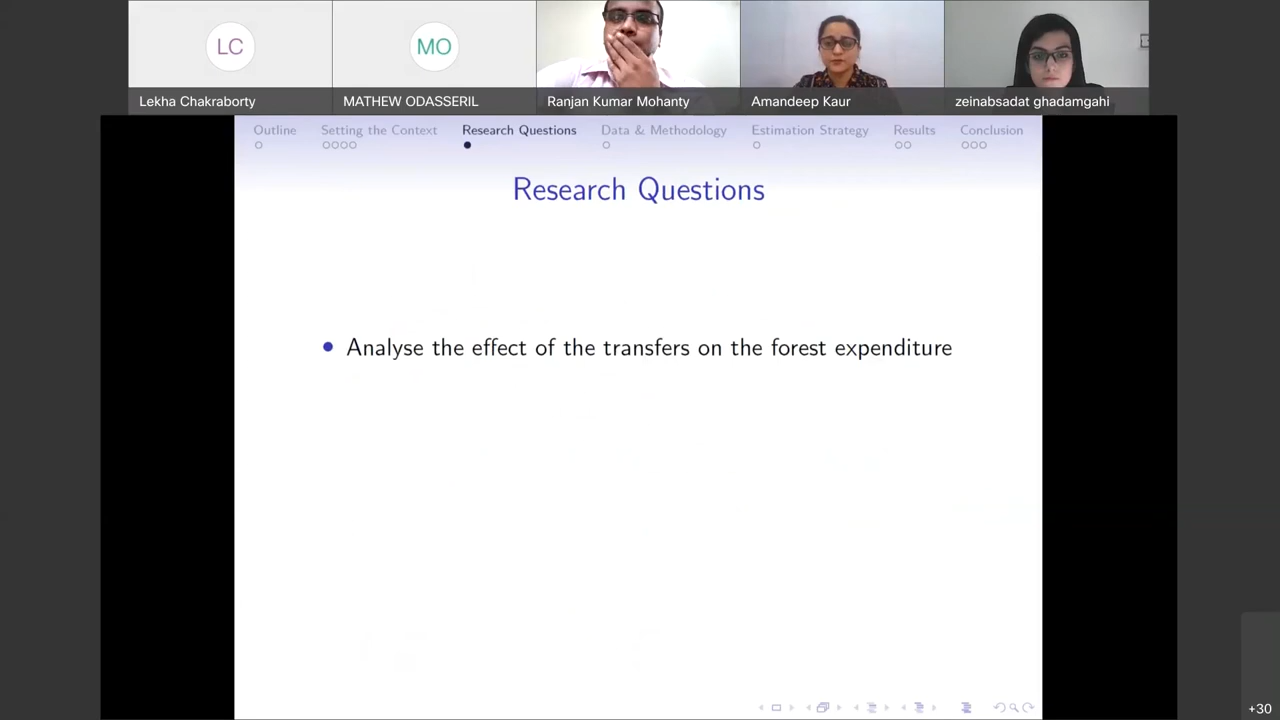 LC
MO
Lekha Chakraborty
MATHEW ODASSERIL
Ranjan Kumar Mohanty
Amandeep Kaur
zeinabsadat ghadamgahi
Outline Setting the Context Research Questions Data & Methodology Estimation Strategy Results Conclusion
Research Questions
• Analyse the effect of the transfers on the forest expenditure
+30